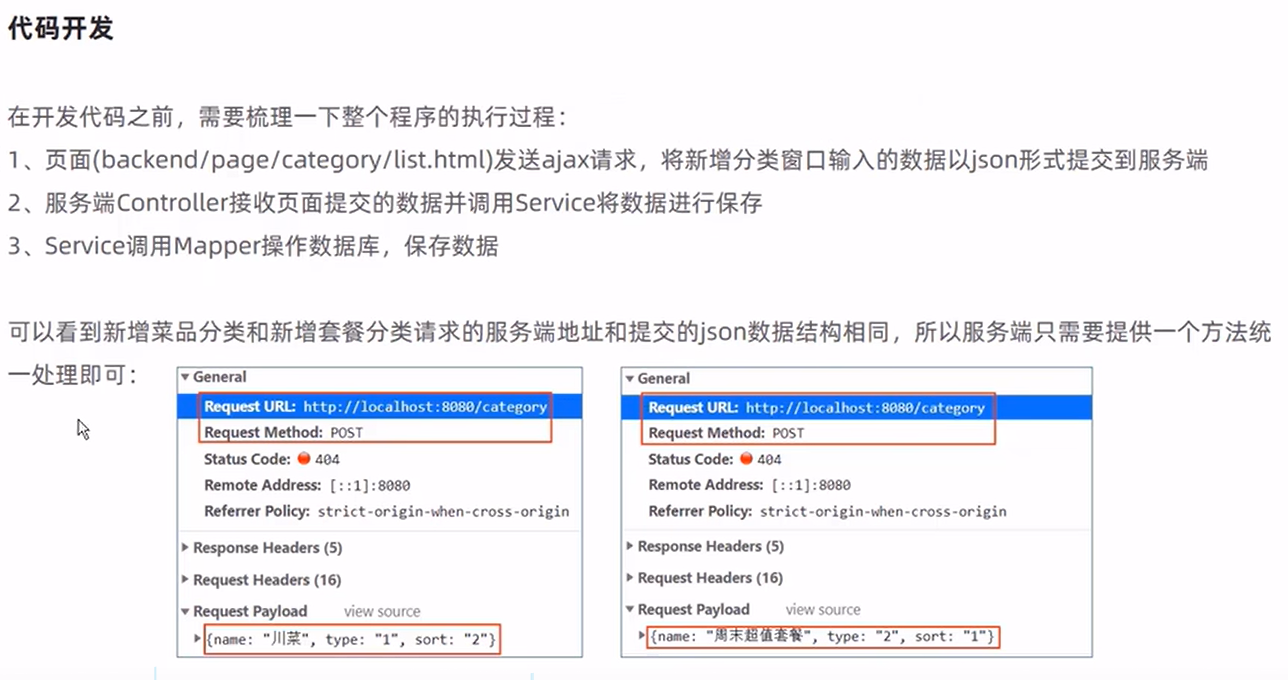 代码开发
在开发代码之前，需要梳理一下整个程序的执行过程：
1、页面(backend/page/category/list.html)发送ajax请求，将新增分类窗口输入的数据以json形式提交到服务端
2、服务端Controller接收页面提交的数据并调用Service将数据进行保存
3、Service调用Mapper操作数据库，保存数据
可以看到新增菜品分类和新增套餐分类请求的服务端地址和提交的json数据结构相同，所以服务端只需要提供一个方法统
一处理即可：
General
Request URL: http://localhost:8080/category
Request Method: POST
Status Code: 404
Remote Address: [::1]:8080
Referrer Policy: strict-origin-when-cross-origin
Response Headers (5)
Request Headers (16)
Request Payload view source
{name: "川菜", type: "1", sort: "2"}
General
Request URL: http://localhost:8080/category
Request Method: POST
Status Code: 404
Remote Address: [::1]:8080
Referrer Policy: strict-origin-when-cross-origin
Response Headers (5)
Request Headers (16)
Request Payload view source
{name: "周末超值套餐", type: "2", sort: "1"}